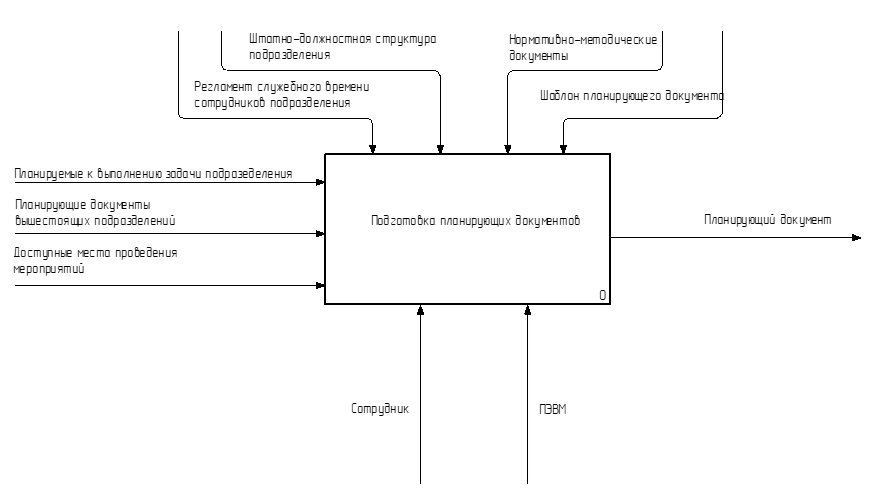 Штатно-должностная структура
подразделения
Нормативно-методические
документы
Регламент служебного времени
сотрудников подразделения
Шаблон планирующего документа
Планируемые к выполнению задачи подразеделения
Планирующие документы
вышестоящих подразделений
Доступные места проведения
мероприятий
Подготовка планирующих документов
0
Планирующий документ
Сотрудник
ПЭВМ